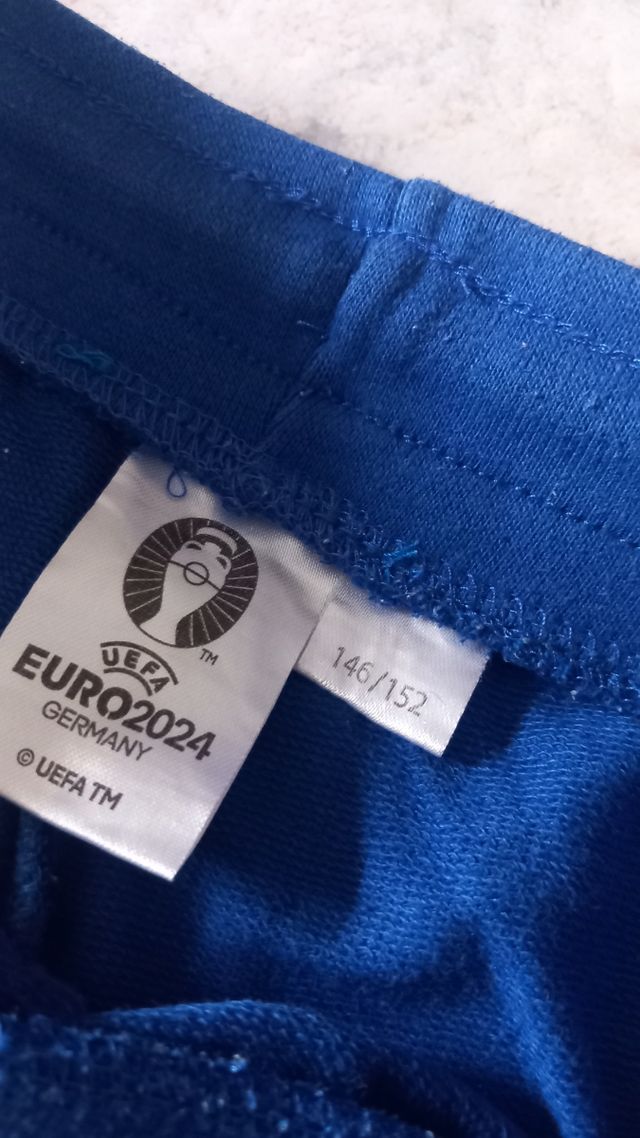 TM
UEFA
EURO2024
GERMANY
© UEFA TM
146/152